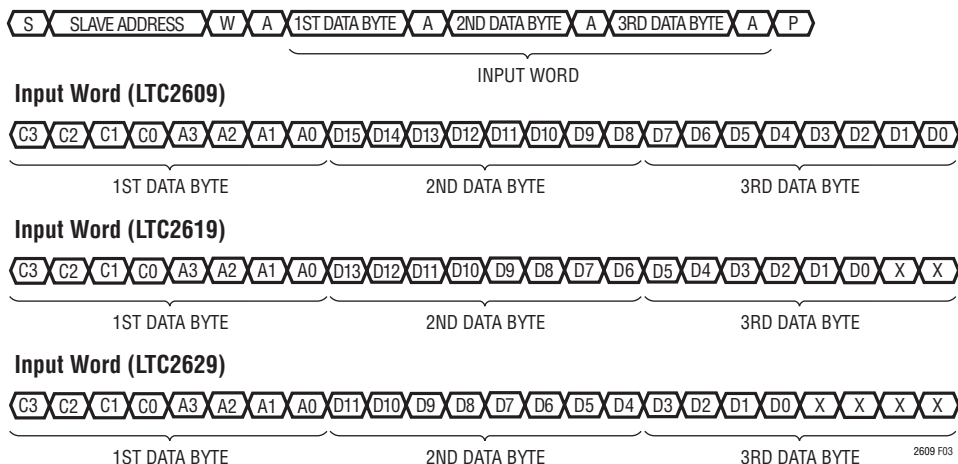 S SLAVE ADDRESS W A 1ST DATA BYTE A 2ND DATA BYTE A 3RD DATA BYTE A P
INPUT WORD
Input Word (LTC2609)
C3 C2 C1 C0 A3 A2 A1 A0 D15 D14 D13 D12 D11 D10 D9 D8 D7 D6 D5 D4 D3 D2 D1 D0
1ST DATA BYTE 2ND DATA BYTE 3RD DATA BYTE
Input Word (LTC2619)
C3 C2 C1 C0 A3 A2 A1 A0 D13 D12 D11 D10 D9 D8 D7 D6 D5 D4 D3 D2 D1 D0 X X
1ST DATA BYTE 2ND DATA BYTE 3RD DATA BYTE
Input Word (LTC2629)
C3 C2 C1 C0 A3 A2 A1 A0 D11 D10 D9 D8 D7 D6 D5 D4 D3 D2 D1 D0 X X X X
1ST DATA BYTE 2ND DATA BYTE 3RD DATA BYTE 2609 F03